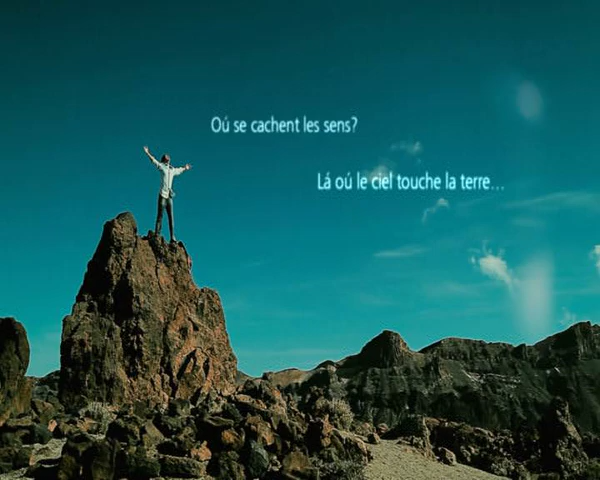 Oú se cachent les sens?
Lá oú le ciel touche la terre...